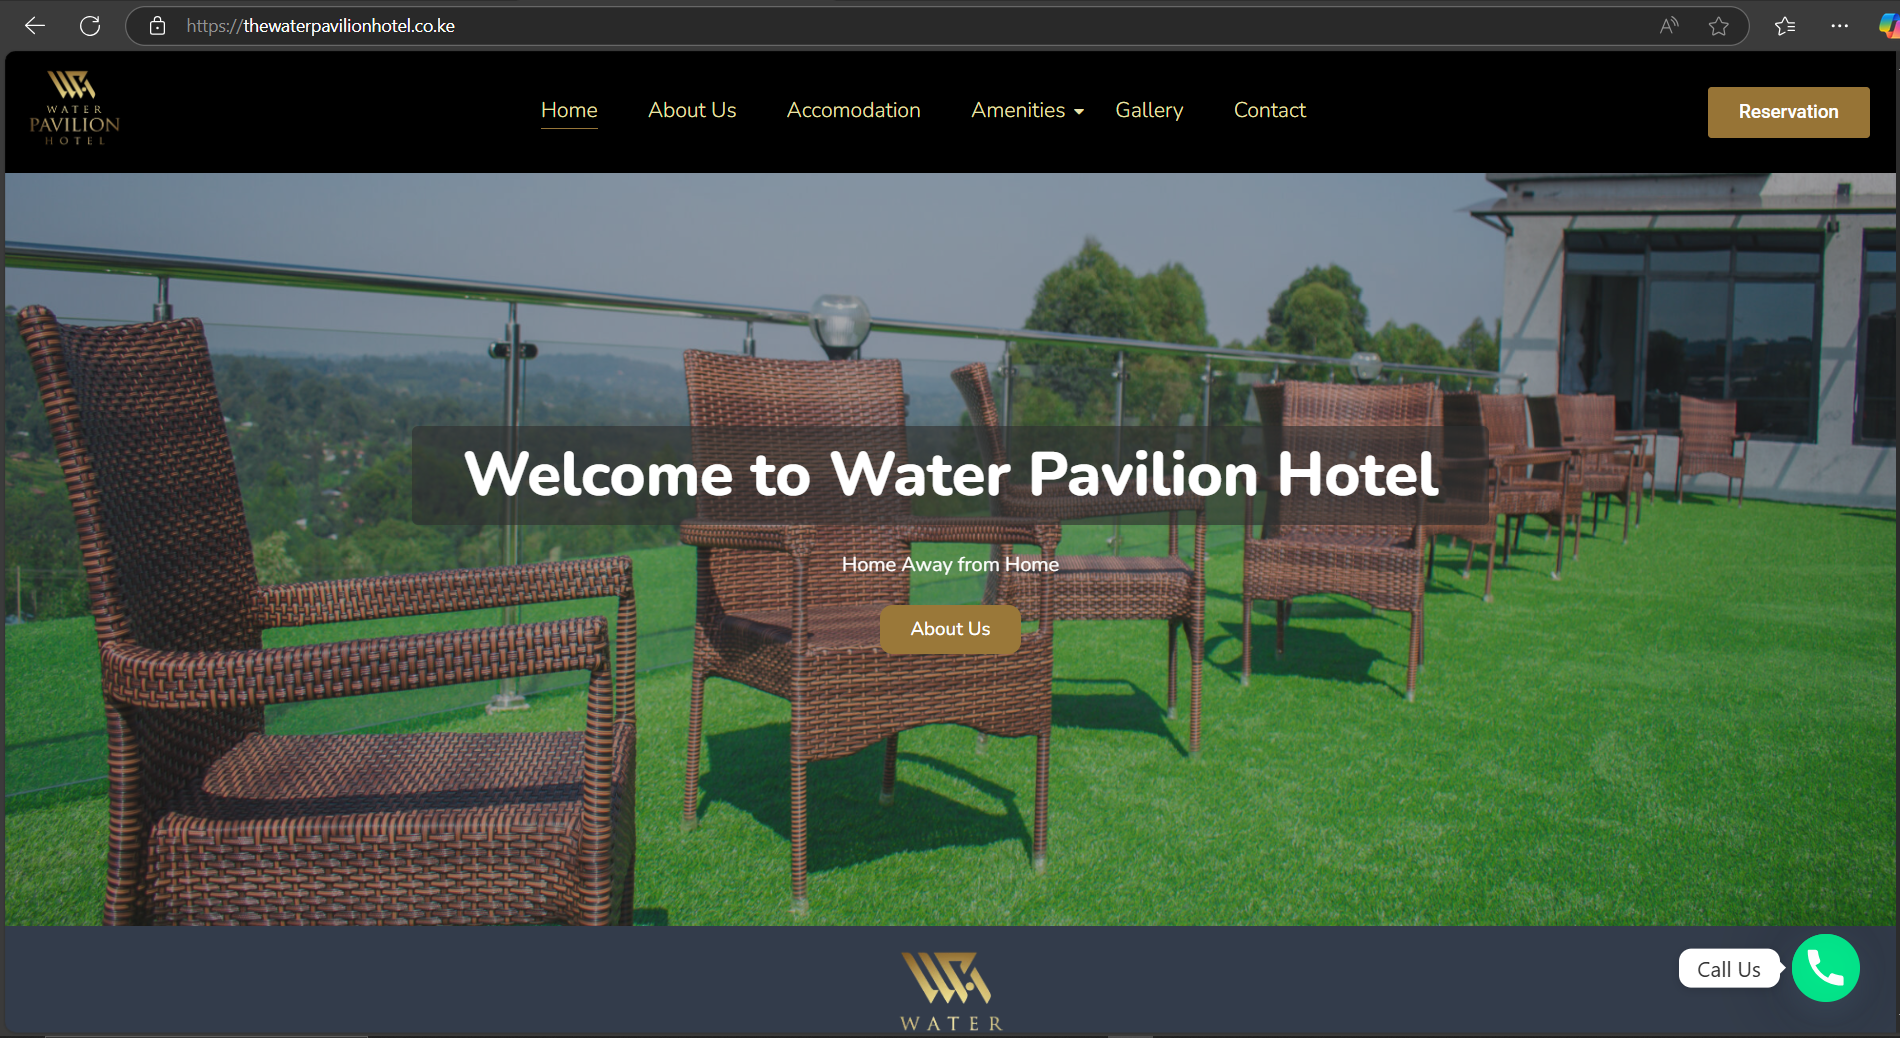 https://thewaterpavilionhotel.co.ke
WATER
PAVILION
HOTEL
Home
About Us
Accomodation
Amenities
Gallery
Contact
Reservation
Welcome to Water Pavilion Hotel
Home Away from Home
About Us
WATER
Call Us